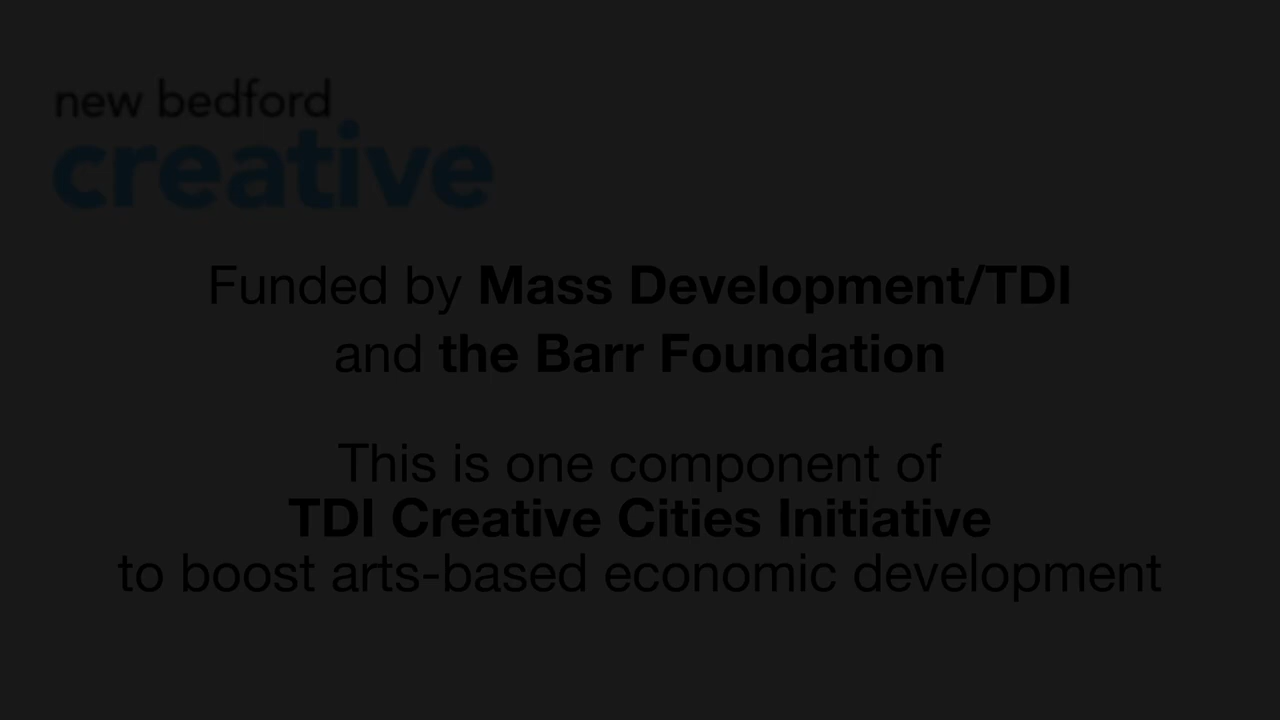 new bedford
creative
Funded by Mass Development/TDI
and the Barr Foundation
This is one component of
TDI Creative Cities Initiative
to boost arts-based economic development